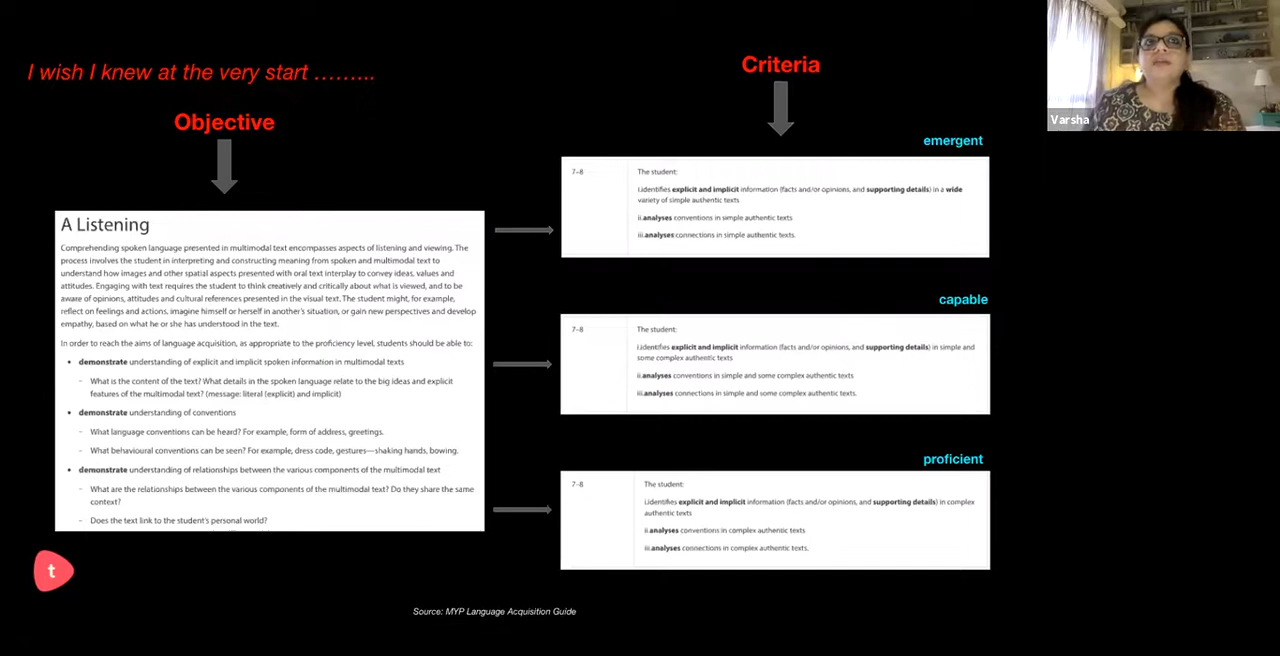 I wish I knew at the very start ………...
Objective
A Listening
Comprehending spoken language presented in multimodal text encompasses aspects of listening and viewing. The
process involves the student in interpreting and constructing meaning from spoken and multimodal text to
understand how images and other spatial aspects presented with oral text interplay to convey ideas, values and
attitudes. Engaging with text requires the student to think creatively and critically about what is viewed, and to be
aware of opinions, attitudes and cultural references presented in the visual text. The student might, for example,
reflect on feelings and actions, imagine himself or herself in another's situation, or gain new perspectives and develop
empathy, based on what he or she has understood in the text.
In order to reach the aims of language acquisition, as appropriate to the proficiency level, students should be able to:
• demonstrate understanding of explicit and implicit spoken information in multimodal texts
- What is the content of the text? What details in the spoken language relate to the big ideas and explicit
features of the multimodal text? (message: literal (explicit) and implicit)
• demonstrate understanding of conventions
- What language conventions can be heard? For example, form of address, greetings.
- What behavioural conventions can be seen? For example, dress code, gestures—shaking hands, bowing.
• demonstrate understanding of relationships between the various components of the multimodal text
- What are the relationships between the various components of the multimodal text? Do they share the same
context?
- Does the text link to the student's personal world?
t
Criteria
emergent
7–8
The student:
i.identifies explicit and implicit information (facts and/or opinions, and supporting details) in a wide
variety of simple authentic texts
ii.analyses conventions in simple authentic texts
iii.analyses connections in simple authentic texts.
capable
7–8
The student:
i.identifies explicit and implicit information (facts and/or opinions, and supporting details) in simple and
some complex authentic texts
ii.analyses conventions in simple and some complex authentic texts
iii.analyses connections in simple and some complex authentic texts.
proficient
7–8
The student:
i.identifies explicit and implicit information (facts and/or opinions, and supporting details) in complex
authentic texts
ii.analyses conventions in complex authentic texts
iii.analyses connections in complex authentic texts.
Source: MYP Language Acquisition Guide
Varsha